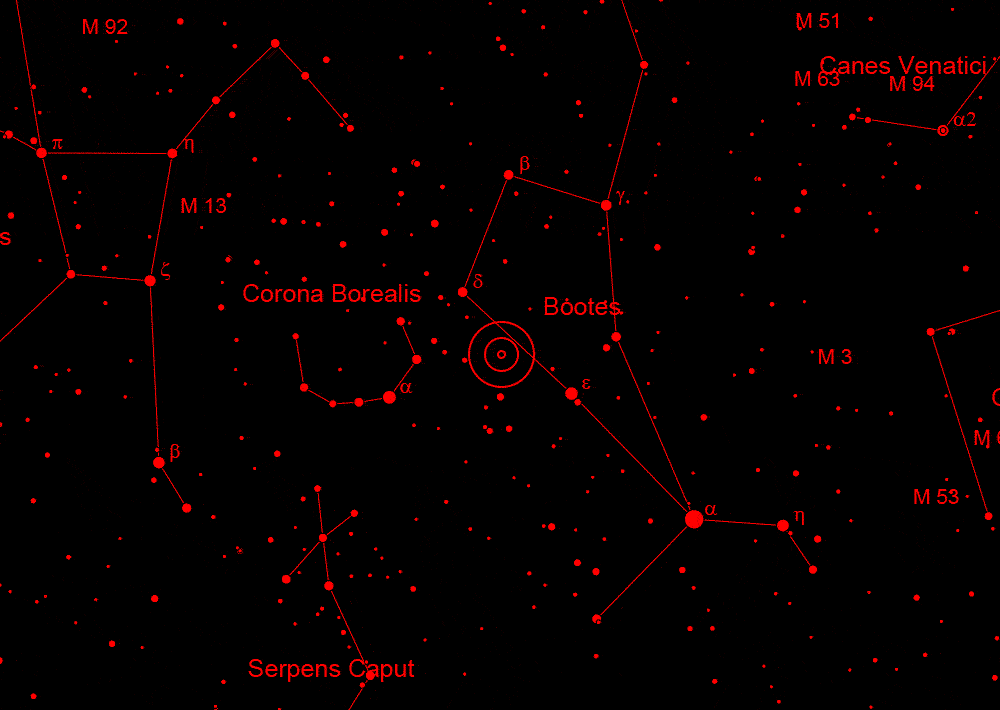 M 92
M 51
Canes Venatici
M 63
M 94
α2
π
η
β
γ
M 13
s
ζ
δ
Corona Borealis
Bootes
M 3
ε
α
β
M 53
α
η
Serpens Caput